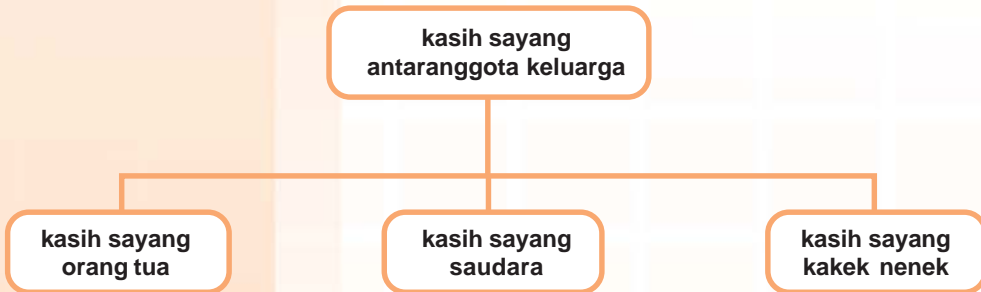 kasih sayang
antaranggota keluarga
kasih sayang
orang tua
kasih sayang
saudara
kasih sayang
kakek nenek